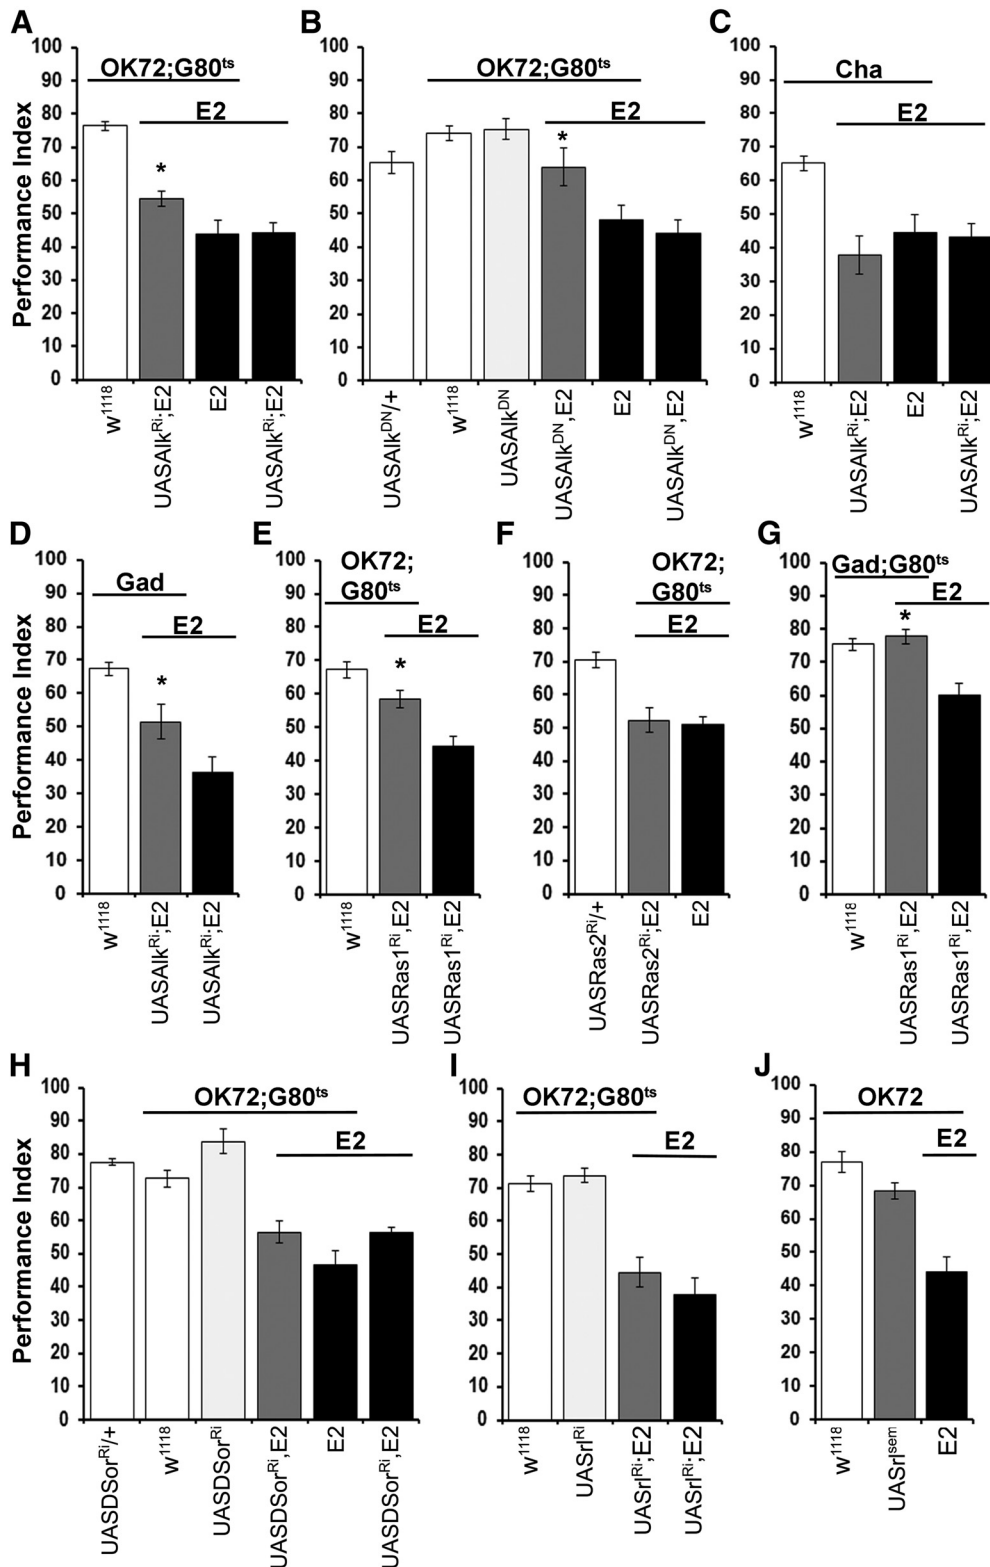 A
B
C
100
90
80
70
60
50
40
30
20
10
0
Performance Index
OK72;G80ts
E2
*
w1118
UASAlkRi;E2
E2
UASAlkRi;E2
100
90
80
70
60
50
40
30
20
10
0
OK72;G80ts
E2
*
UASAlkDN/+
w1118
UASAlkDN
UASAlkDN,E2
E2
UASAlkDN,E2
100
90
80
70
60
50
40
30
20
10
0
Cha
E2
w1118
UASAlkRi;E2
E2
UASAlkRi;E2
D
E
F
G
100
90
80
70
60
50
40
30
20
10
0
Performance Index
Gad
E2
*
w1118
UASAlkRi;E2
UASAlkRi;E2
100
90
80
70
60
50
40
30
20
10
0
OK72;
G80ts
E2
*
w1118
UASRas1Ri,E2
UASRas1Ri,E2
100
90
80
70
60
50
40
30
20
10
0
OK72;
G80ts
E2
UASRas2Ri/+
UASRas2Ri;E2
E2
100
90
80
70
60
50
40
30
20
10
0
Gad;G80ts
E2
*
w1118
UASRas1Ri,E2
UASRas1Ri,E2
H
I
J
100
90
80
70
60
50
40
30
20
10
0
Performance Index
OK72;G80ts
E2
UASDSorRi/+
w1118
UASDSorRi
UASDSorRi,E2
E2
UASDSorRi,E2
100
90
80
70
60
50
40
30
20
10
0
OK72;G80ts
E2
w1118
UASrlRi
UASrlRi;E2
UASrlRi;E2
100
90
80
70
60
50
40
30
20
10
0
OK72
E2
w1118
UASrlsem
E2